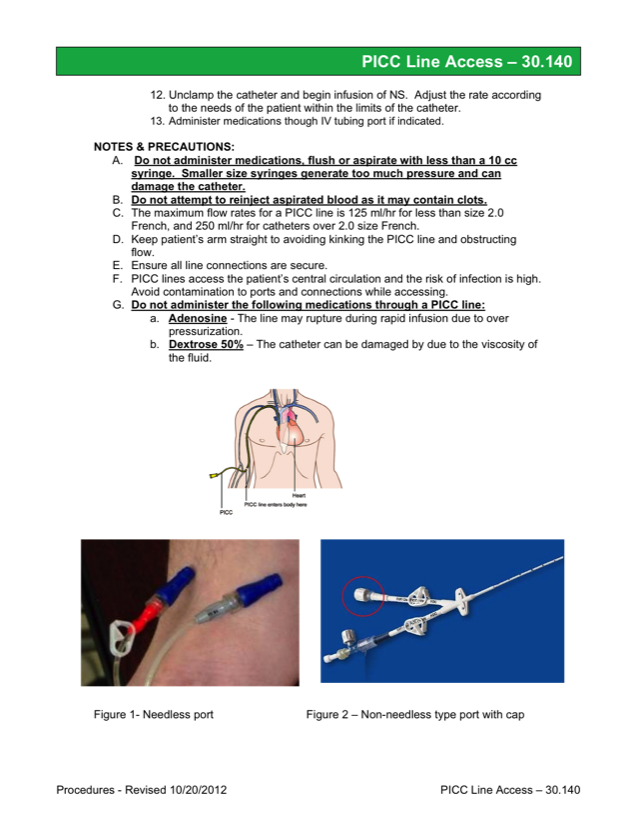 PICC Line Access – 30.140
12. Unclamp the catheter and begin infusion of NS. Adjust the rate according
to the needs of the patient within the limits of the catheter.
13. Administer medications though IV tubing port if indicated.
NOTES & PRECAUTIONS:
A. Do not administer medications, flush or aspirate with less than a 10 cc
syringe. Smaller size syringes generate too much pressure and can
damage the catheter.
B. Do not attempt to reinject aspirated blood as it may contain clots.
C. The maximum flow rates for a PICC line is 125 ml/hr for less than size 2.0
French, and 250 ml/hr for catheters over 2.0 size French.
D. Keep patient's arm straight to avoiding kinking the PICC line and obstructing
flow.
E. Ensure all line connections are secure.
F. PICC lines access the patient's central circulation and the risk of infection is high.
Avoid contamination to ports and connections while accessing.
G. Do not administer the following medications through a PICC line:
a. Adenosine - The line may rupture during rapid infusion due to over
pressurization.
b. Dextrose 50% – The catheter can be damaged by due to the viscosity of
the fluid.
Heart
PICC line enters body here
PICC
Figure 1- Needless port
Figure 2 – Non-needless type port with cap
Procedures - Revised 10/20/2012
PICC Line Access – 30.140